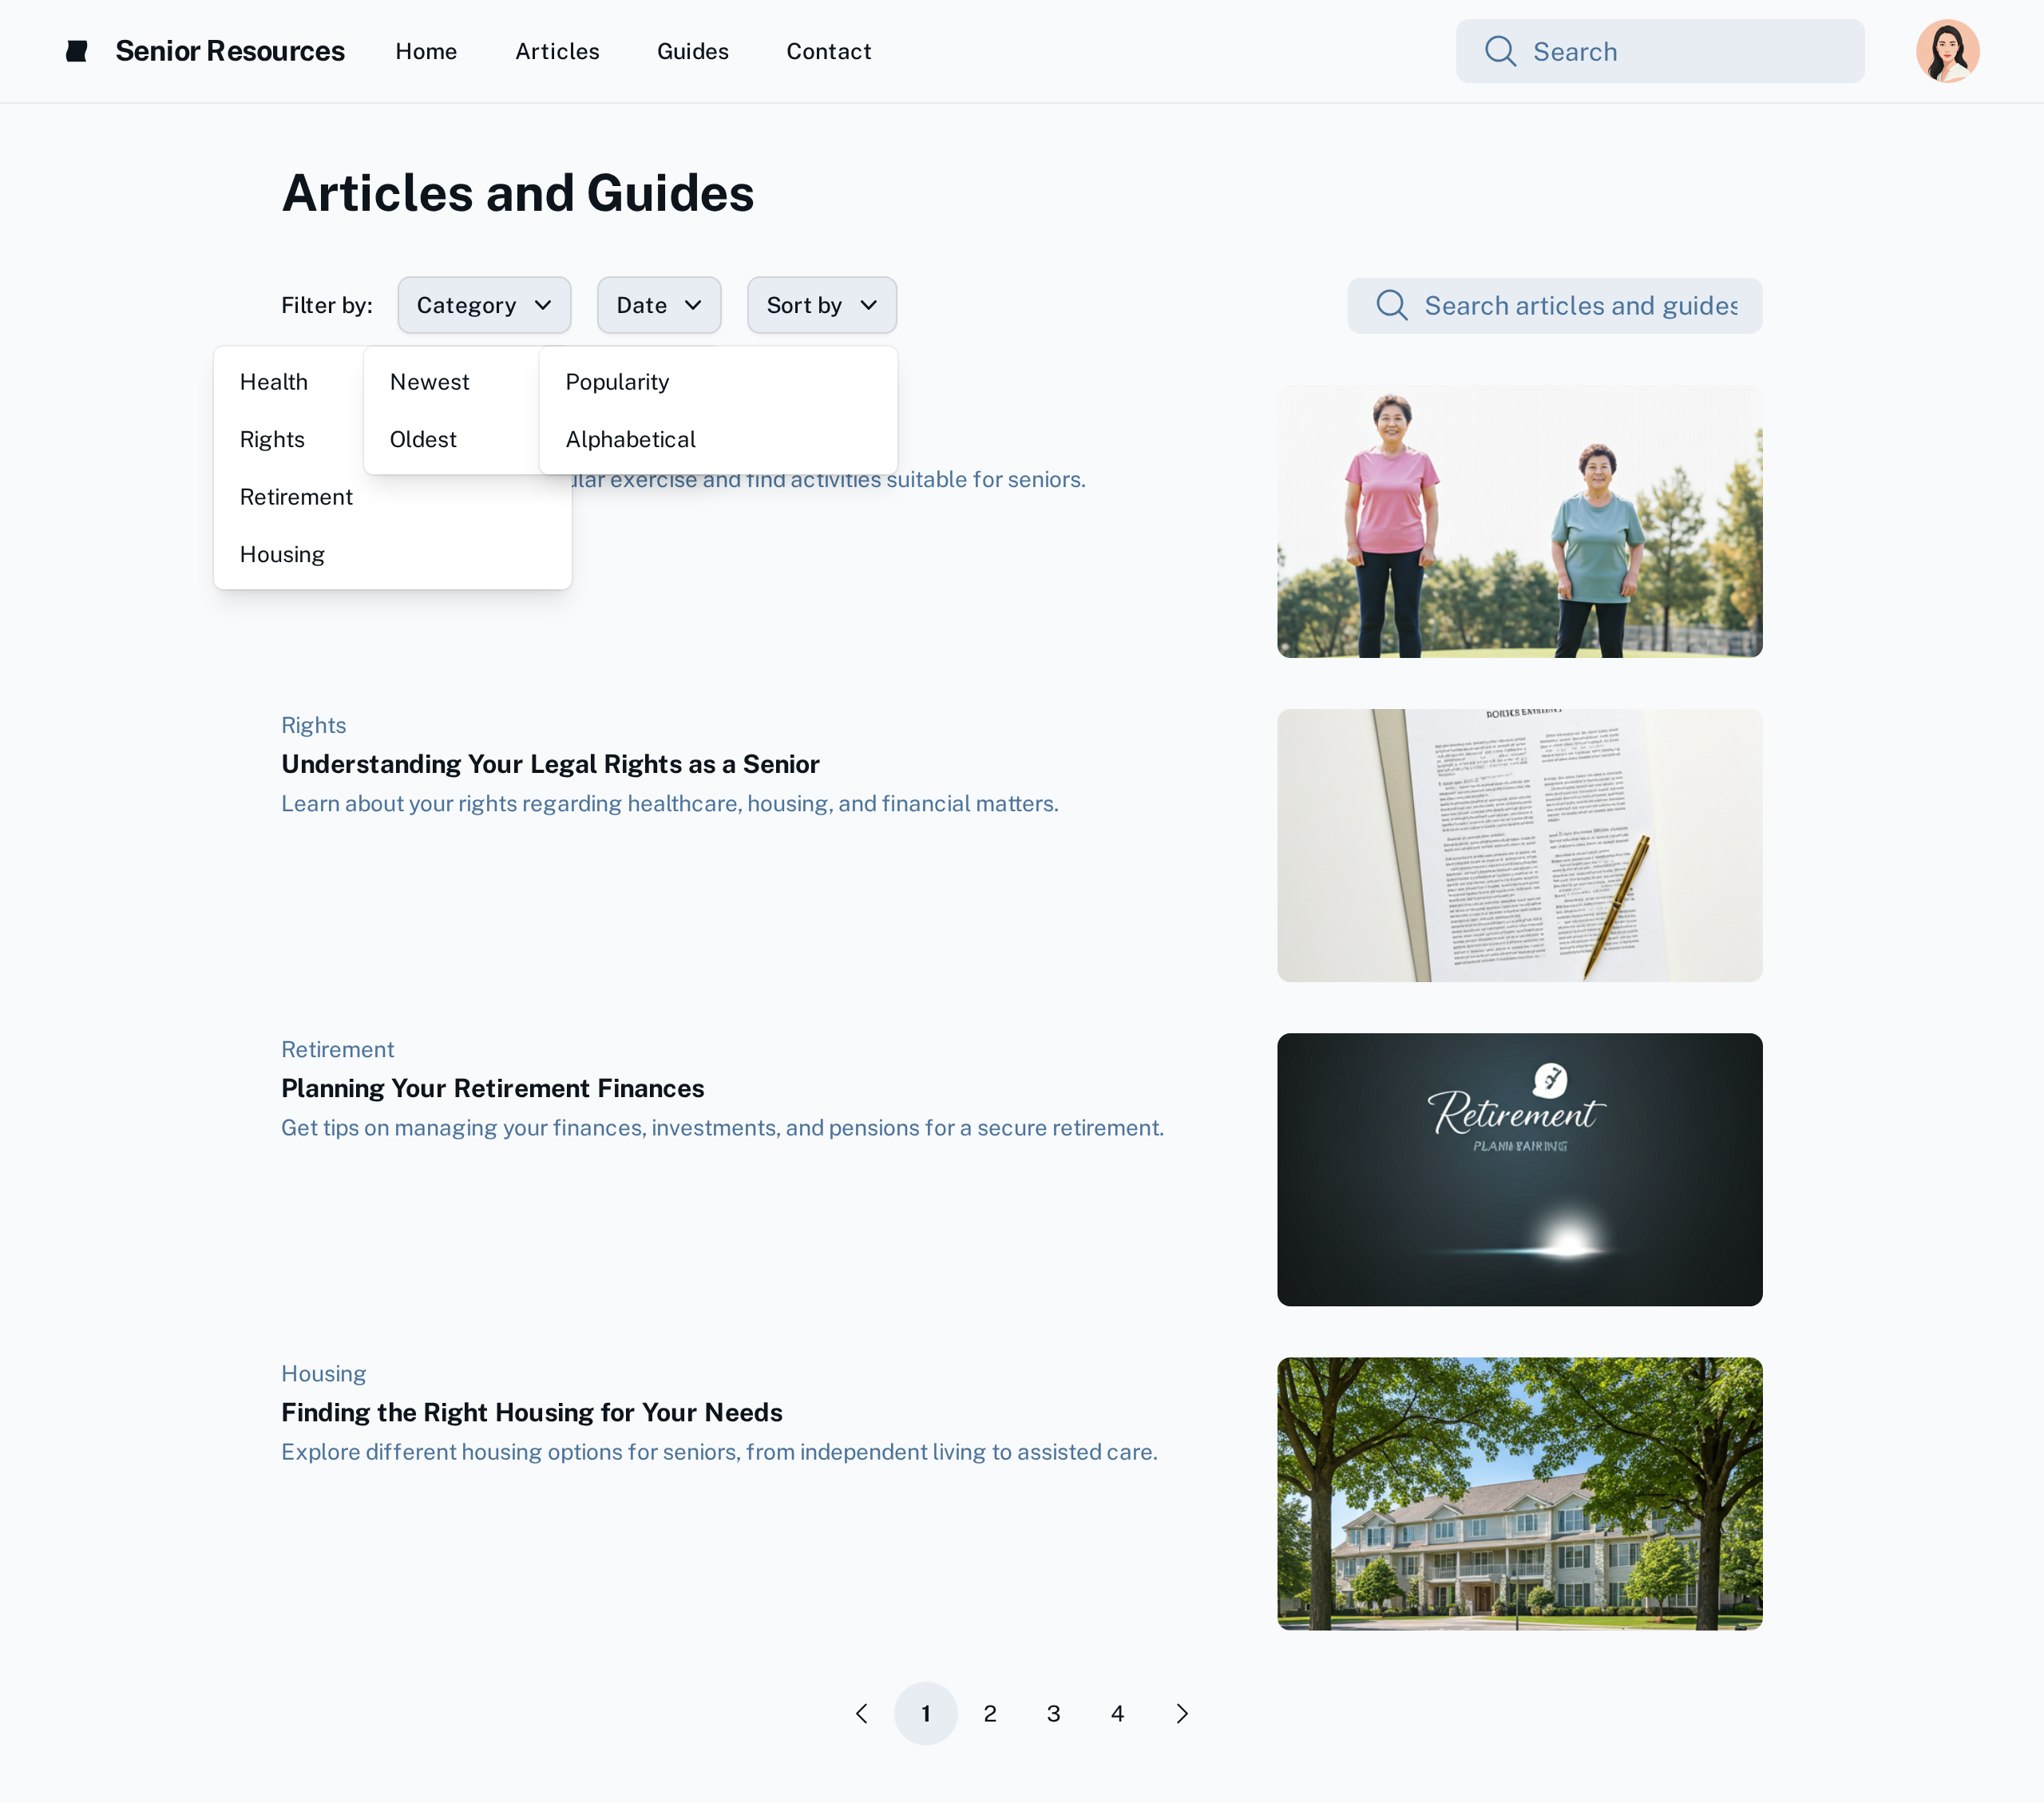 Senior Resources Home Articles Guides Contact Search
Articles and Guides
Filter by: Category Date Sort by Search articles and guides
Health
Rights
Retirement
Housing
Newest
Oldest
Popularity
Alphabetical
exercise and find activities suitable for seniors.
Rights
Understanding Your Legal Rights as a Senior
Learn about your rights regarding healthcare, housing, and financial matters.
Retirement
Planning Your Retirement Finances
Get tips on managing your finances, investments, and pensions for a secure retirement.
Retirement
Housing
Finding the Right Housing for Your Needs
Explore different housing options for seniors, from independent living to assisted care.
1 2 3 4